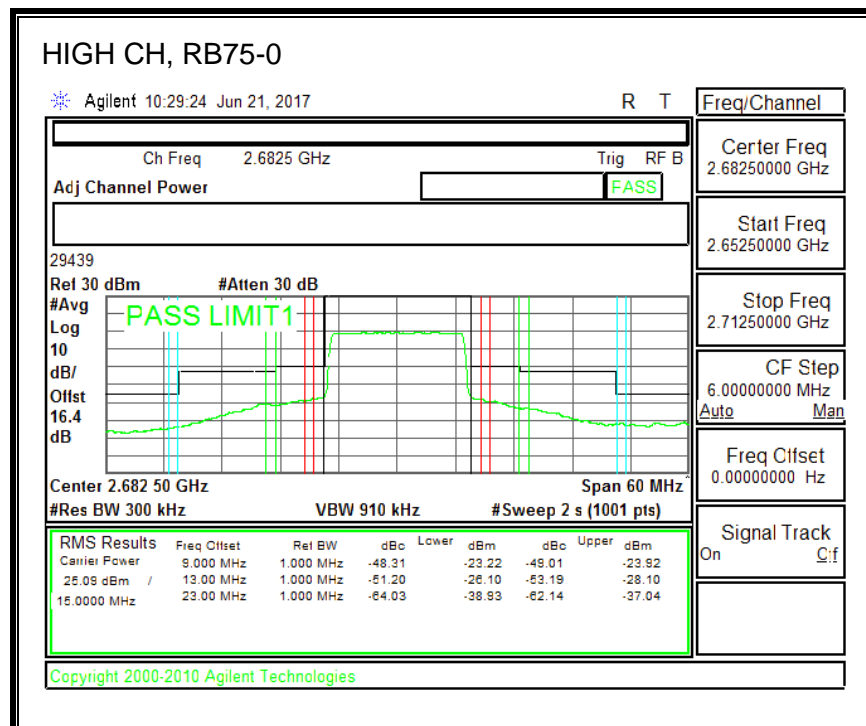 HIGH CH, RB75-0
Agilent 10:29:24 Jun 21, 2017 R T
Freq/Channel
Ch Freq 2.6825 GHz Trig RF B
Adj Channel Power
PASS
Center Freq
2.68250000 GHz
Start Freq
2.65250000 GHz
Stop Freq
2.71250000 GHz
CF Step
6.00000000 MHz
Auto Man
Freq Offset
0.00000000 Hz
Signal Track
On Off
29439
Ref 30 dBm #Atten 30 dB
#Avg
Log
10
dB/
Offst
16.4
dB
PASS LIMIT1
Center 2.682 50 GHz Span 60 MHz
#Res BW 300 kHz VBW 910 kHz #Sweep 2 s (1001 pts)
RMS Results Freq Offset Ref BW dBc Lower dBm dBc Upper dBm
Carrier Power 9.000 MHz 1.000 MHz -48.31 -23.22 -49.01 -23.92
25.09 dBm / 13.00 MHz 1.000 MHz -51.20 -26.10 -53.19 -28.10
15.0000 MHz 23.00 MHz 1.000 MHz -64.03 -38.93 -62.14 -37.04
Copyright 2000-2010 Agilent Technologies